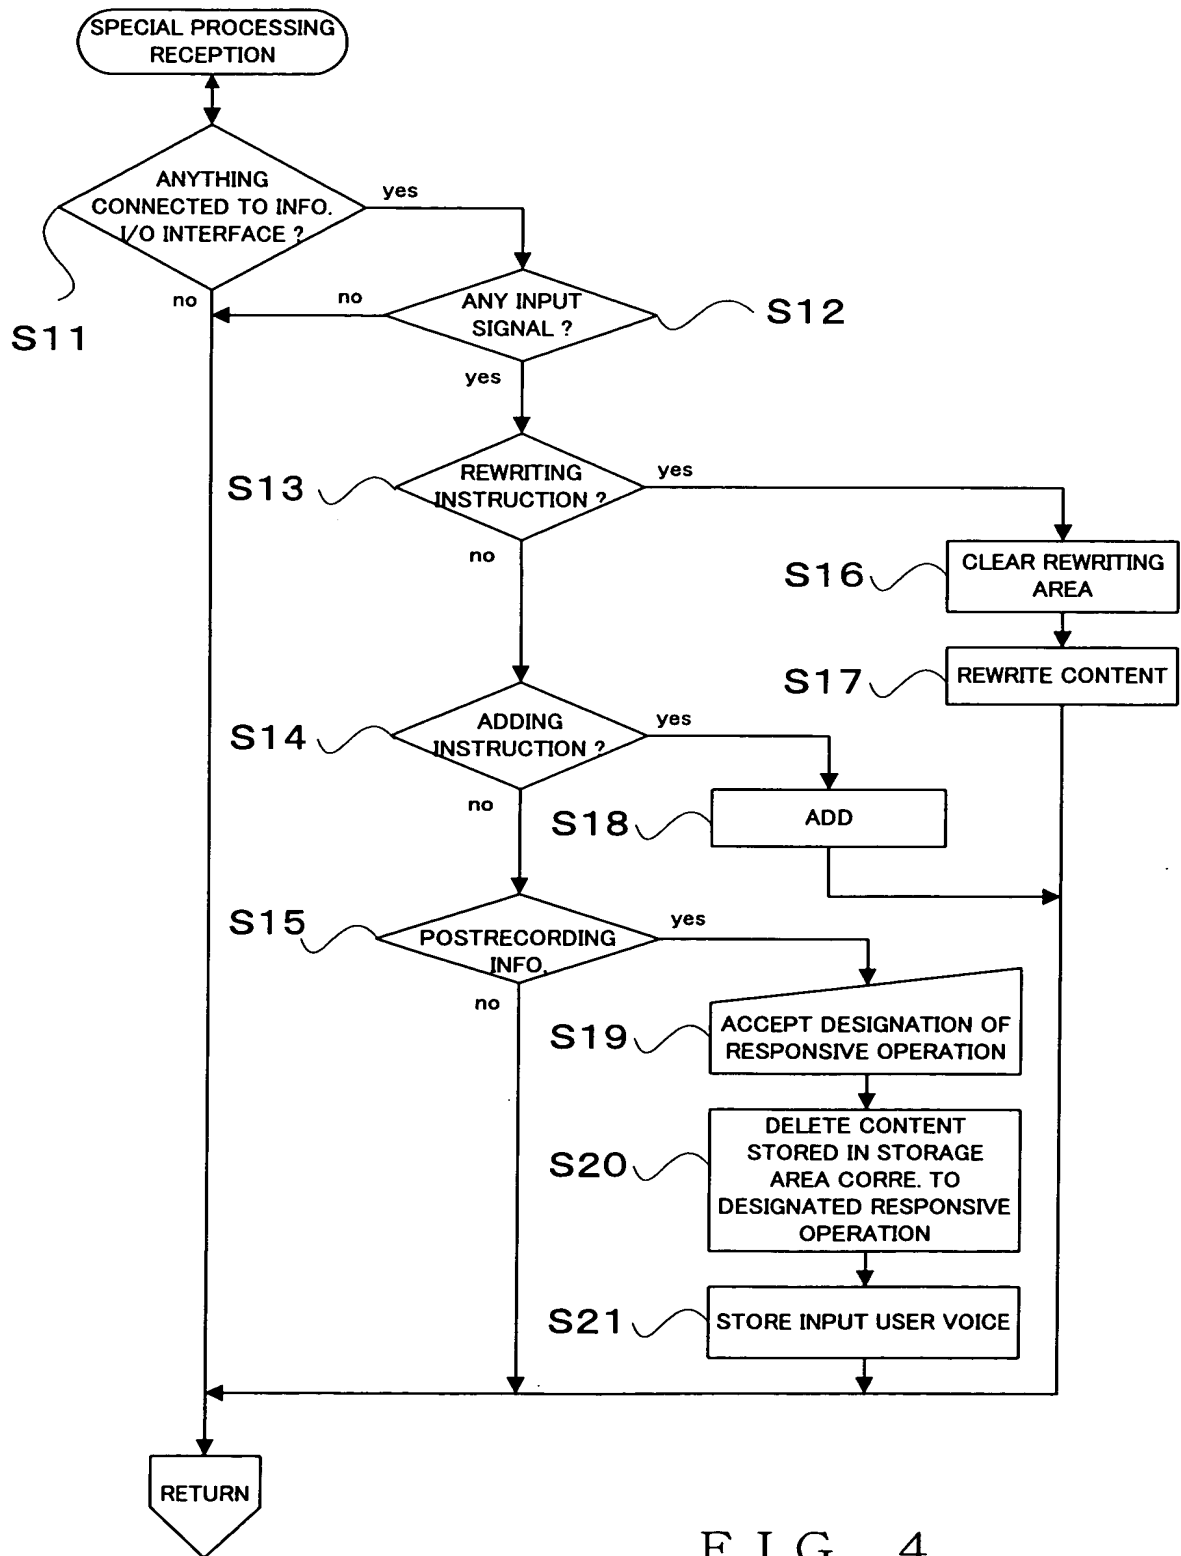 SPECIAL PROCESSING
RECEPTION
ANYTHING
CONNECTED TO INFO.
I/O INTERFACE ?
yes
no
S11
ANY INPUT
SIGNAL ?
no
S12
yes
REWRITING
INSTRUCTION ?
yes
S13
no
CLEAR REWRITING
AREA
S16
REWRITE CONTENT
S17
ADDING
INSTRUCTION ?
yes
S14
no
ADD
S18
POSTRECORDING
INFO.
yes
S15
no
ACCEPT DESIGNATION OF
RESPONSIVE OPERATION
S19
DELETE CONTENT
STORED IN STORAGE
AREA CORRE. TO
DESIGNATED RESPONSIVE
OPERATION
S20
STORE INPUT USER VOICE
S21
RETURN
FIG. 4